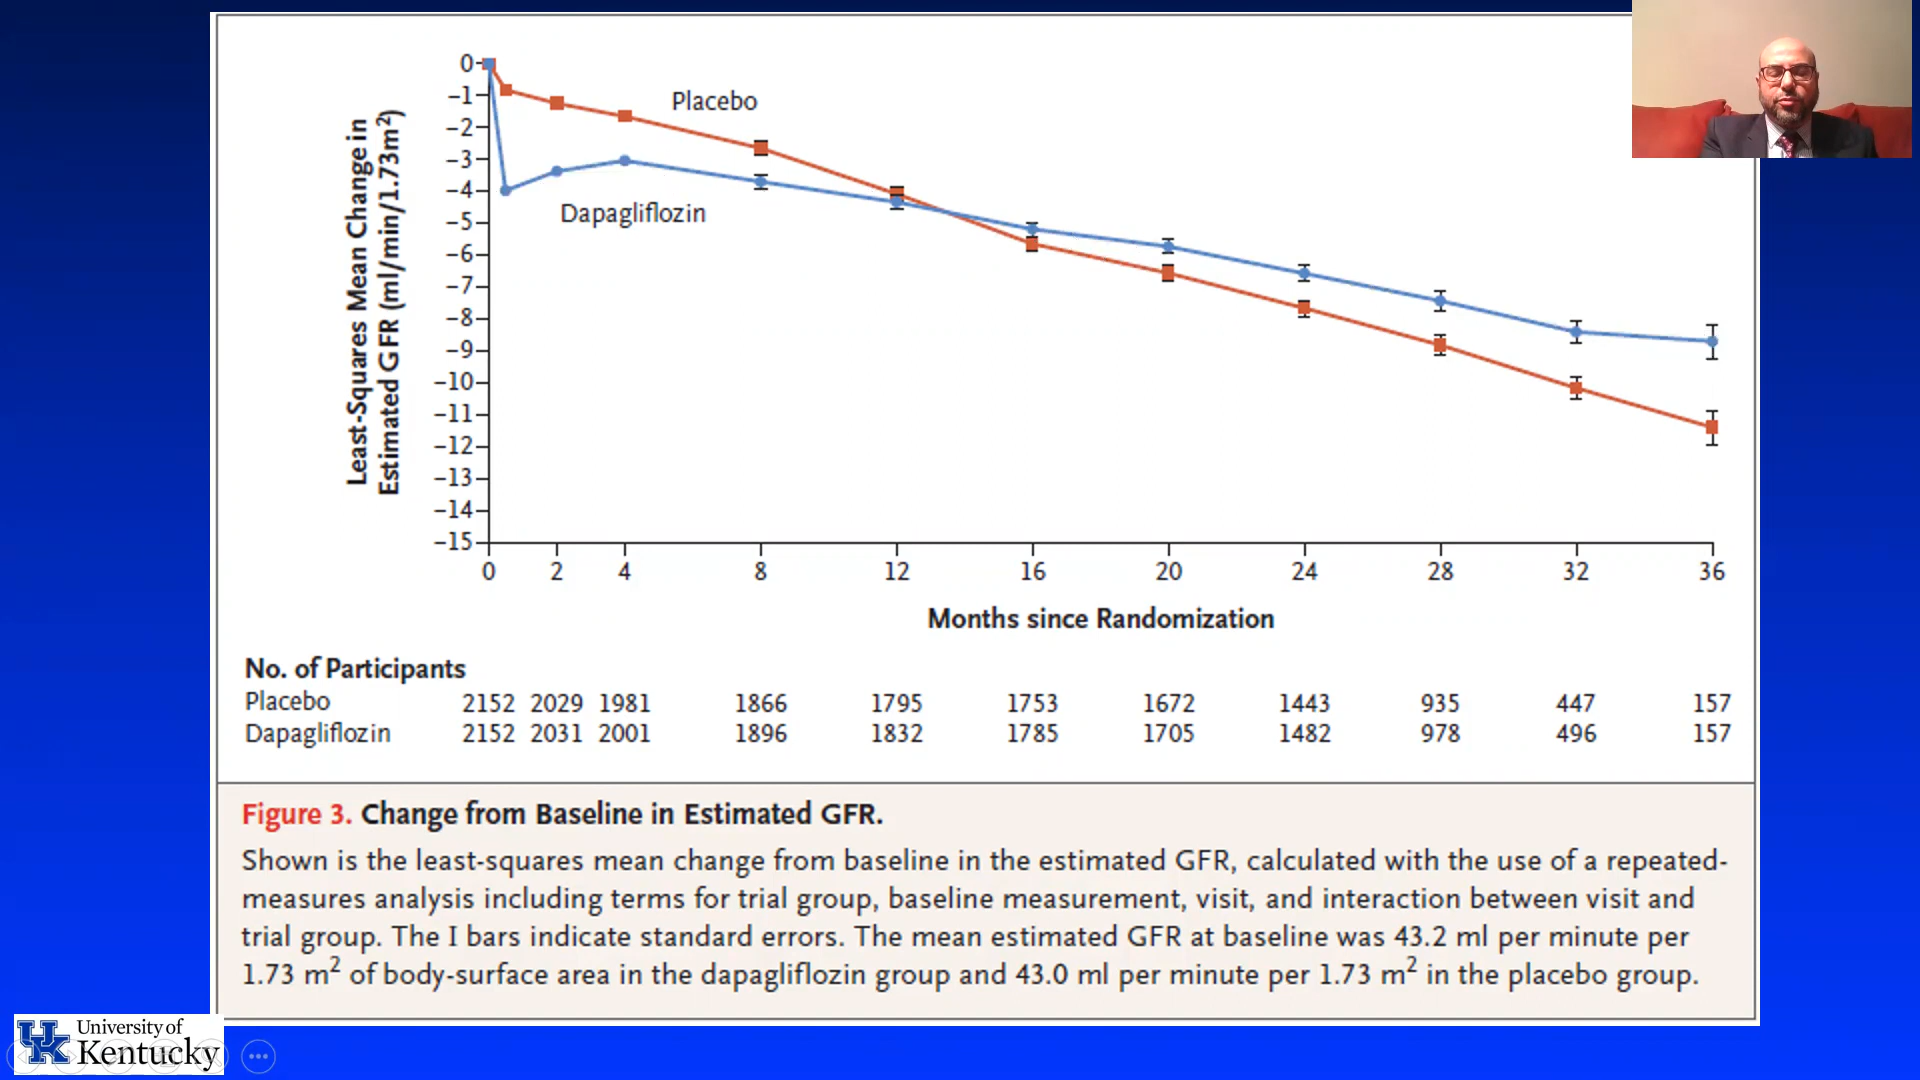 0
−1
−2
−3
−4
−5
−6
−7
−8
−9
−10
−11
−12
−13
−14
−15
Least-Squares Mean Change in
Estimated GFR (ml/min/1.73m²)
Placebo
Dapagliflozin
0 2 4 8 12 16 20 24 28 32 36
Months since Randomization
No. of Participants
Placebo 2152 2029 1981 1866 1795 1753 1672 1443 935 447 157
Dapagliflozin 2152 2031 2001 1896 1832 1785 1705 1482 978 496 157
Figure 3. Change from Baseline in Estimated GFR.
Shown is the least-squares mean change from baseline in the estimated GFR, calculated with the use of a repeated-
measures analysis including terms for trial group, baseline measurement, visit, and interaction between visit and
trial group. The I bars indicate standard errors. The mean estimated GFR at baseline was 43.2 ml per minute per
1.73 m² of body-surface area in the dapagliflozin group and 43.0 ml per minute per 1.73 m² in the placebo group.
UK
University of
Kentucky